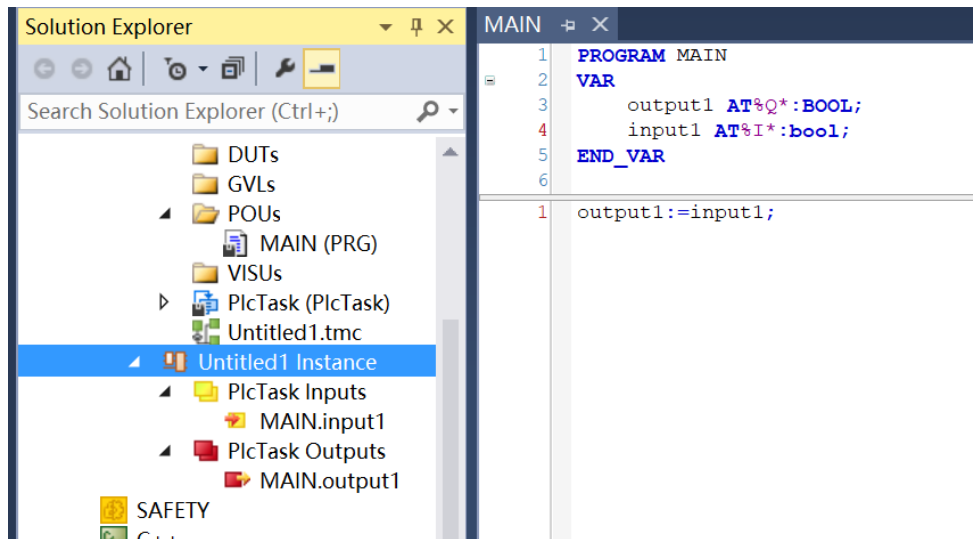 Solution Explorer
Search Solution Explorer (Ctrl+;)
DUTs
GVLs
POUs
MAIN (PRG)
VISUs
PlcTask (PlcTask)
Untitled1.tmc
Untitled1 Instance
PlcTask Inputs
MAIN.input1
PlcTask Outputs
MAIN.output1
SAFETY
MAIN
1 PROGRAM MAIN
2 VAR
3 output1 AT%Q*:BOOL;
4 input1 AT%I*:bool;
5 END_VAR
6
1 output1:=input1;